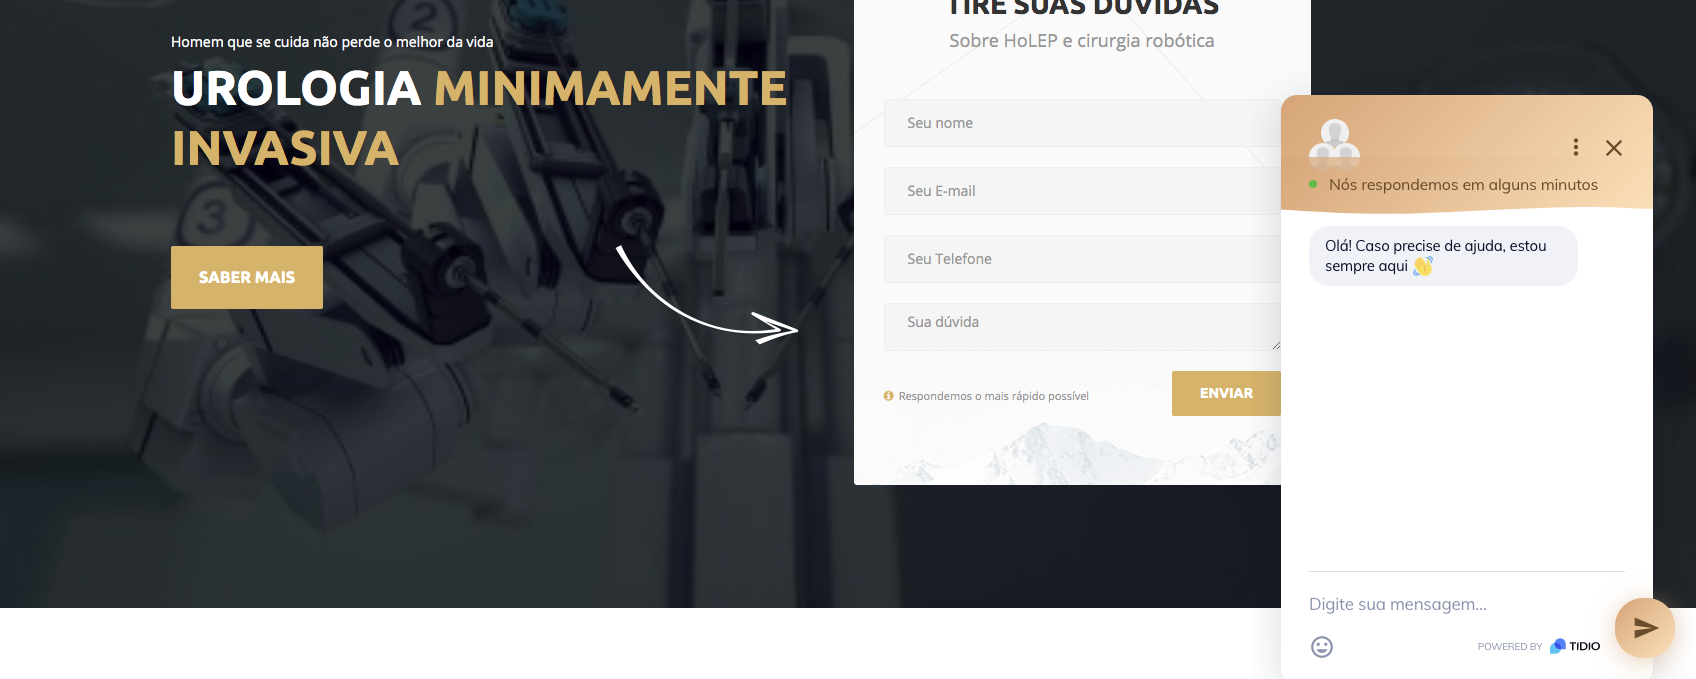 Homem que se cuida não perde o melhor da vida
UROLOGIA MINIMAMENTE
INVASIVA
SABER MAIS
3
2
TIRE SUAS DÚVIDAS
Sobre HoLEP e cirurgia robótica
Seu nome
Seu E-mail
Seu Telefone
Sua dúvida
Respondemos o mais rápido possível
ENVIAR
Nós respondemos em alguns minutos
Olá! Caso precise de ajuda, estou
sempre aqui 👋
Digite sua mensagem...
POWERED BY TIDIO